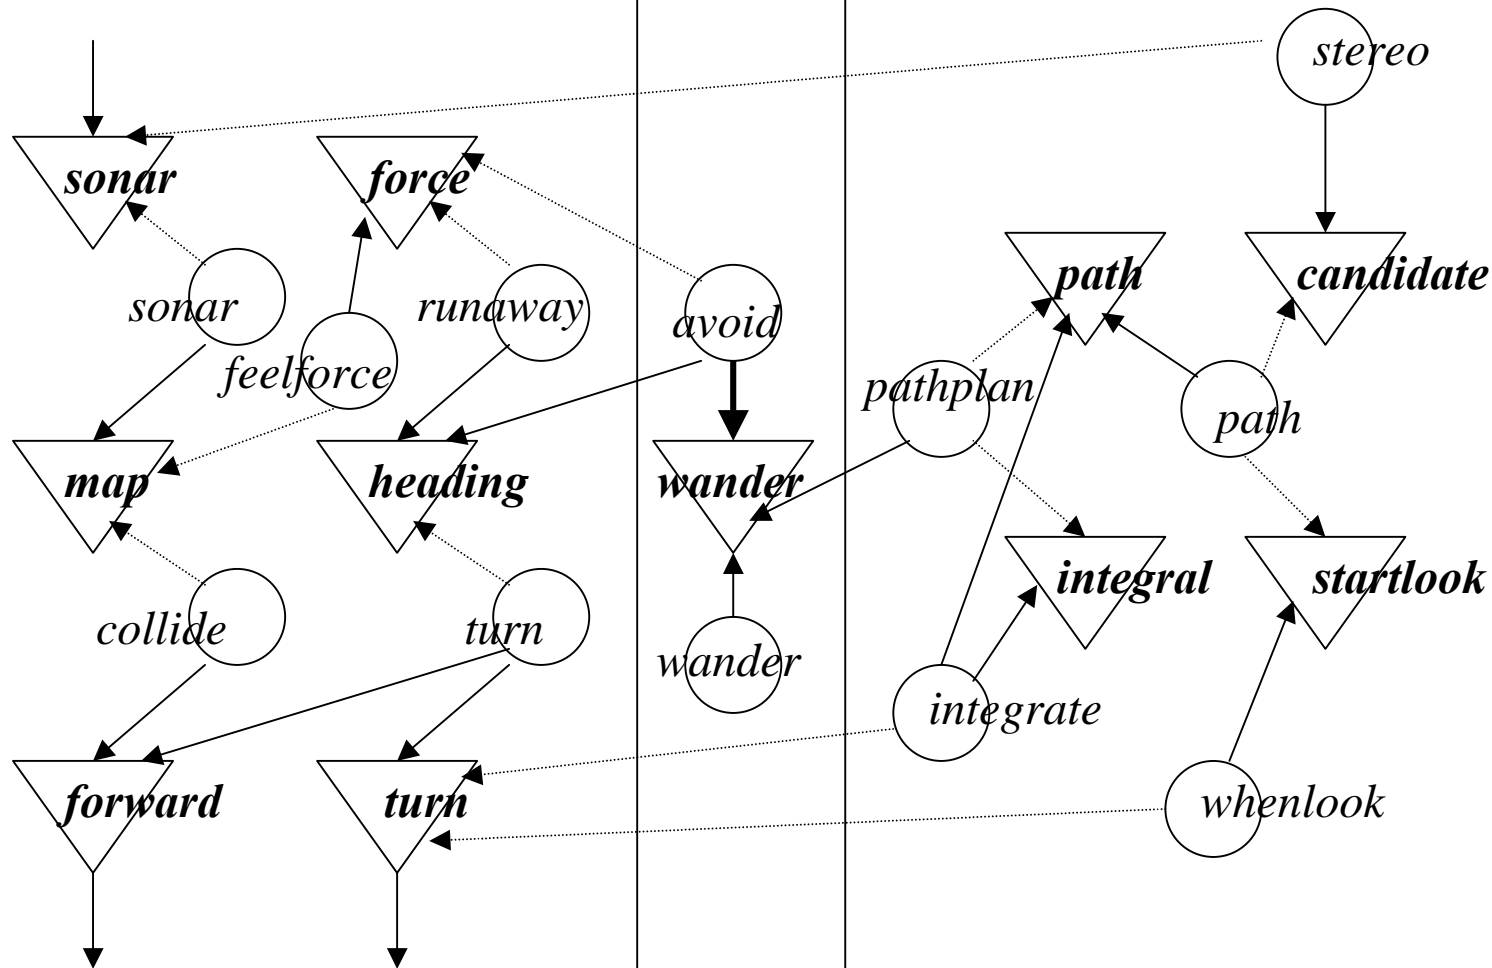 stereo
sonar
force
path
candidate
sonar
runaway
avoid
feelforce
pathplan
path
map
heading
wander
integral
startlook
collide
turn
wander
integrate
forward
turn
whenlook